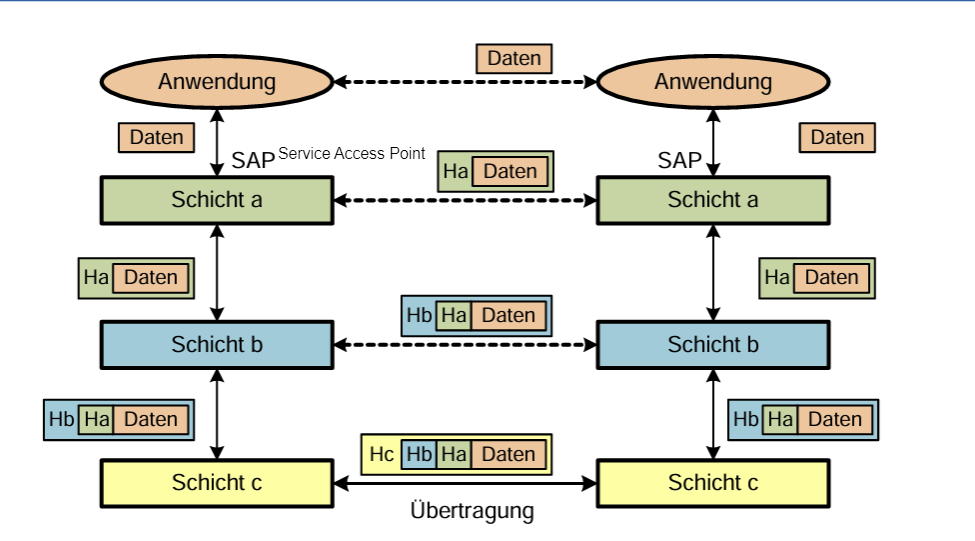 Daten
Anwendung
Anwendung
Daten
Daten
SAP Service Access Point
SAP
Ha Daten
Schicht a
Schicht a
Ha Daten
Ha Daten
Hb Ha Daten
Schicht b
Schicht b
Hb Ha Daten
Hb Ha Daten
Hc Hb Ha Daten
Schicht c
Schicht c
Übertragung